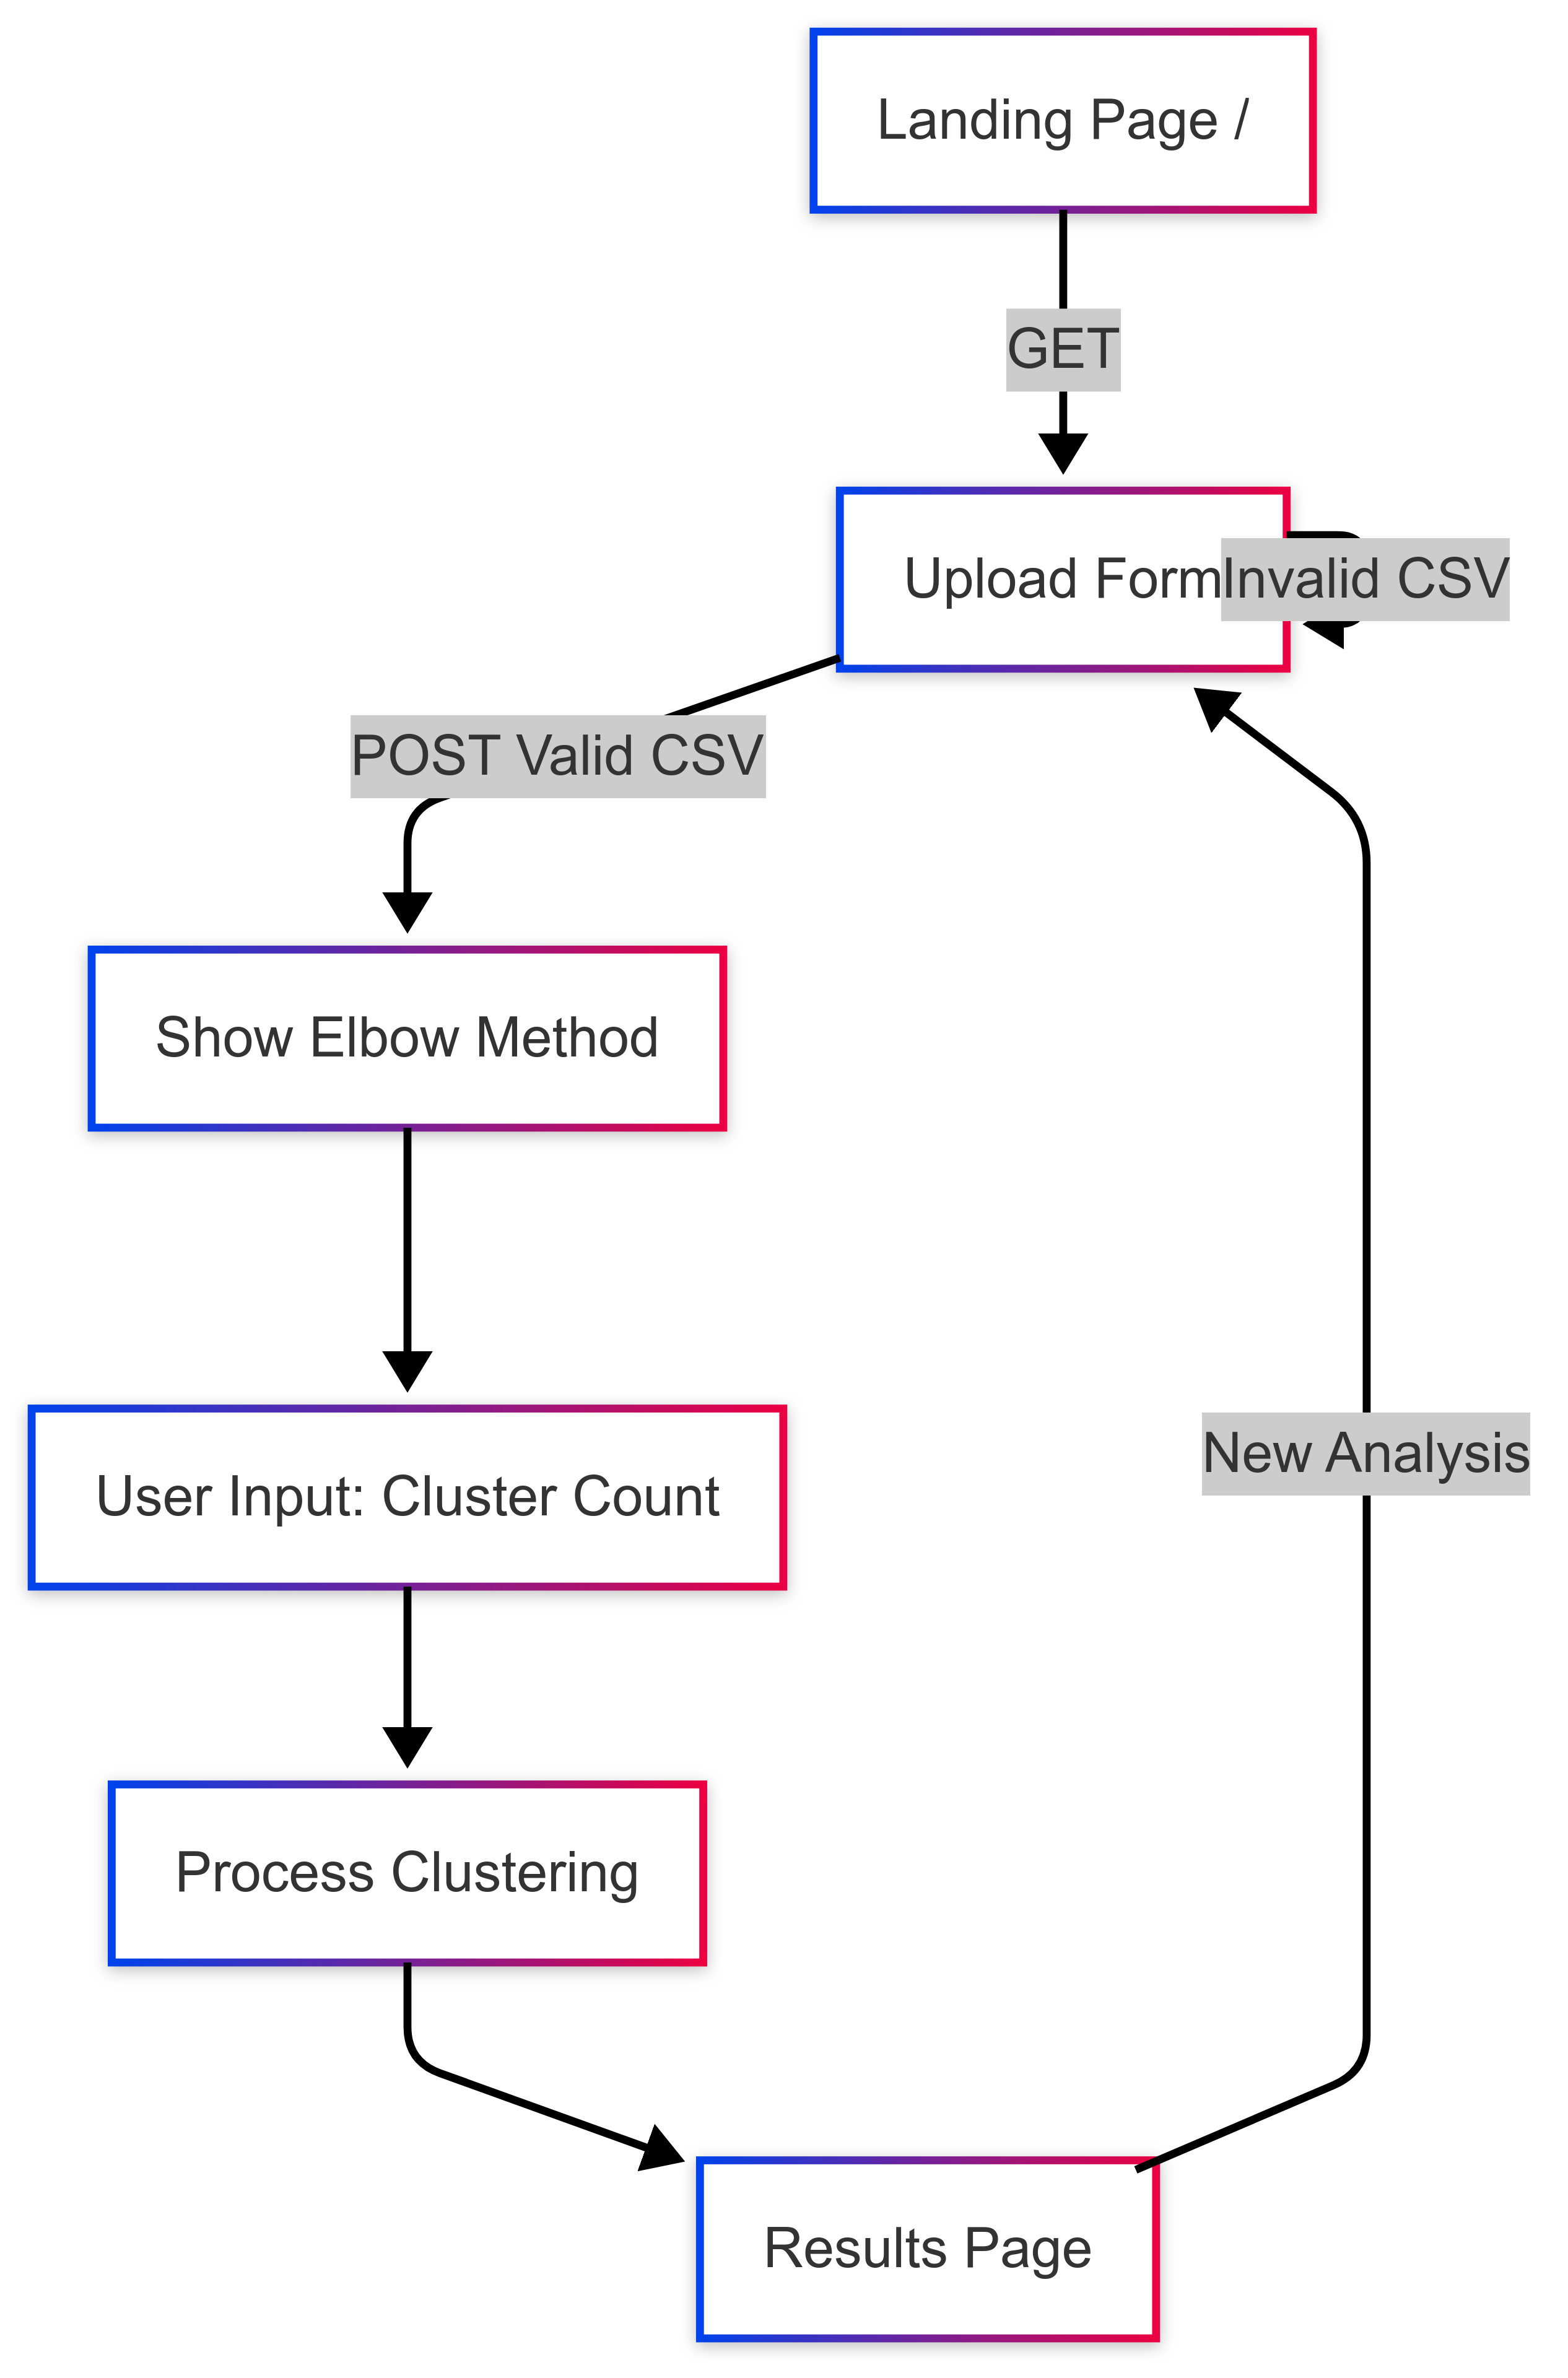 Landing Page /
GET
Upload Form
Invalid CSV
POST Valid CSV
Show Elbow Method
User Input: Cluster Count
New Analysis
Process Clustering
Results Page